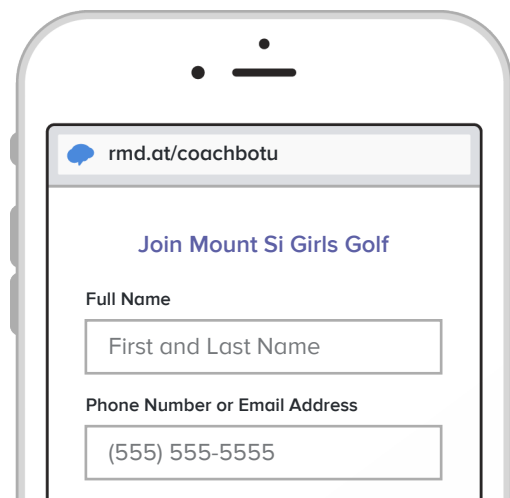 rmd.at/coachbotu
Join Mount Si Girls Golf
Full Name
First and Last Name
Phone Number or Email Address
(555) 555-5555